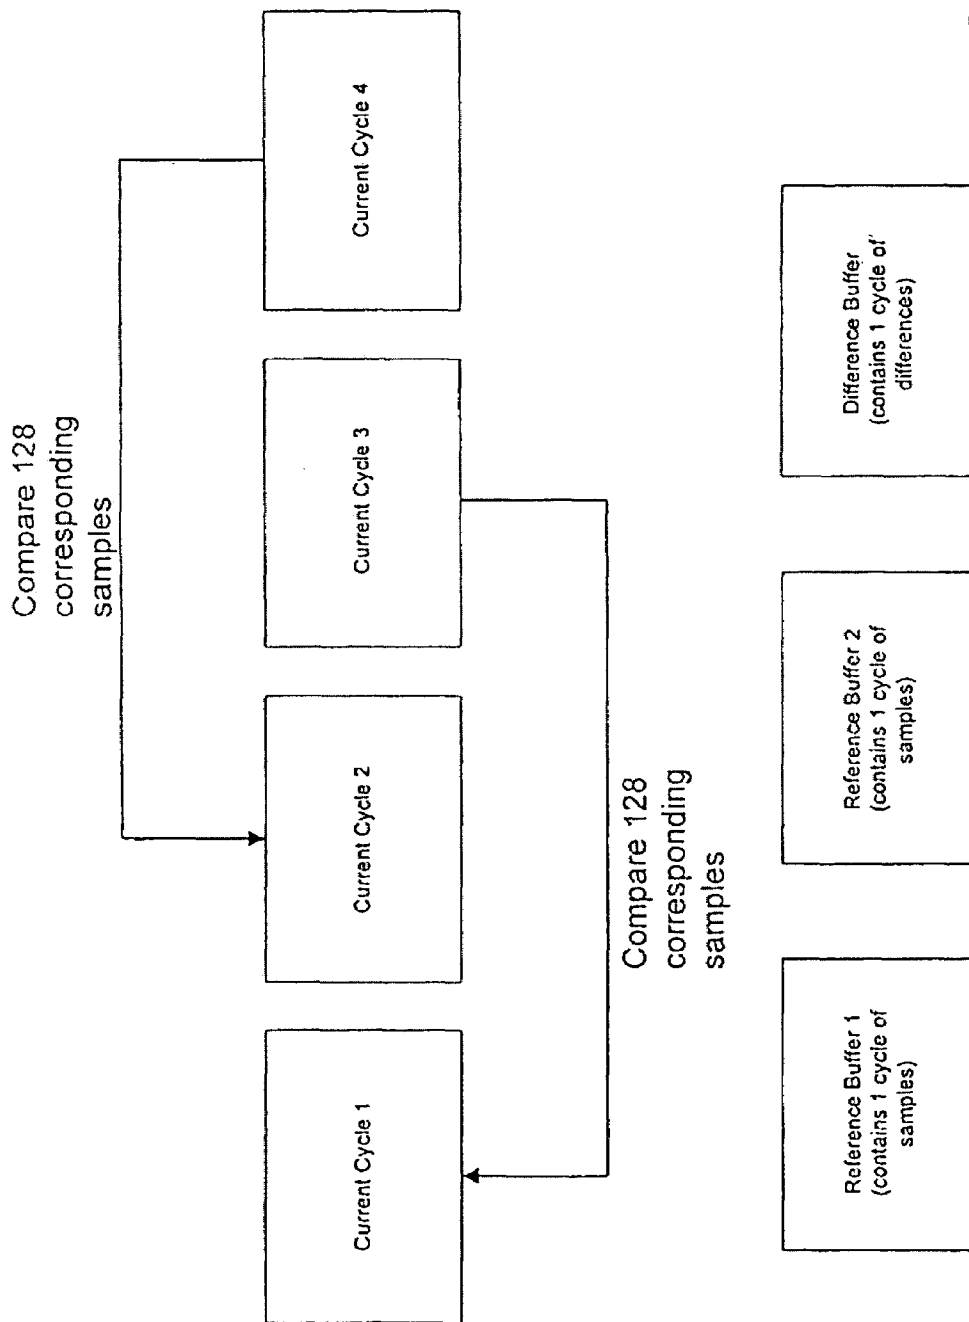 Compare 128
corresponding
samples
Current Cycle 1
Current Cycle 2
Current Cycle 3
Current Cycle 4
Compare 128
corresponding
samples
Reference Buffer 1
(contains 1 cycle of
samples)
Reference Buffer 2
(contains 1 cycle of
samples)
Difference Buffer
(contains 1 cycle of
differences)